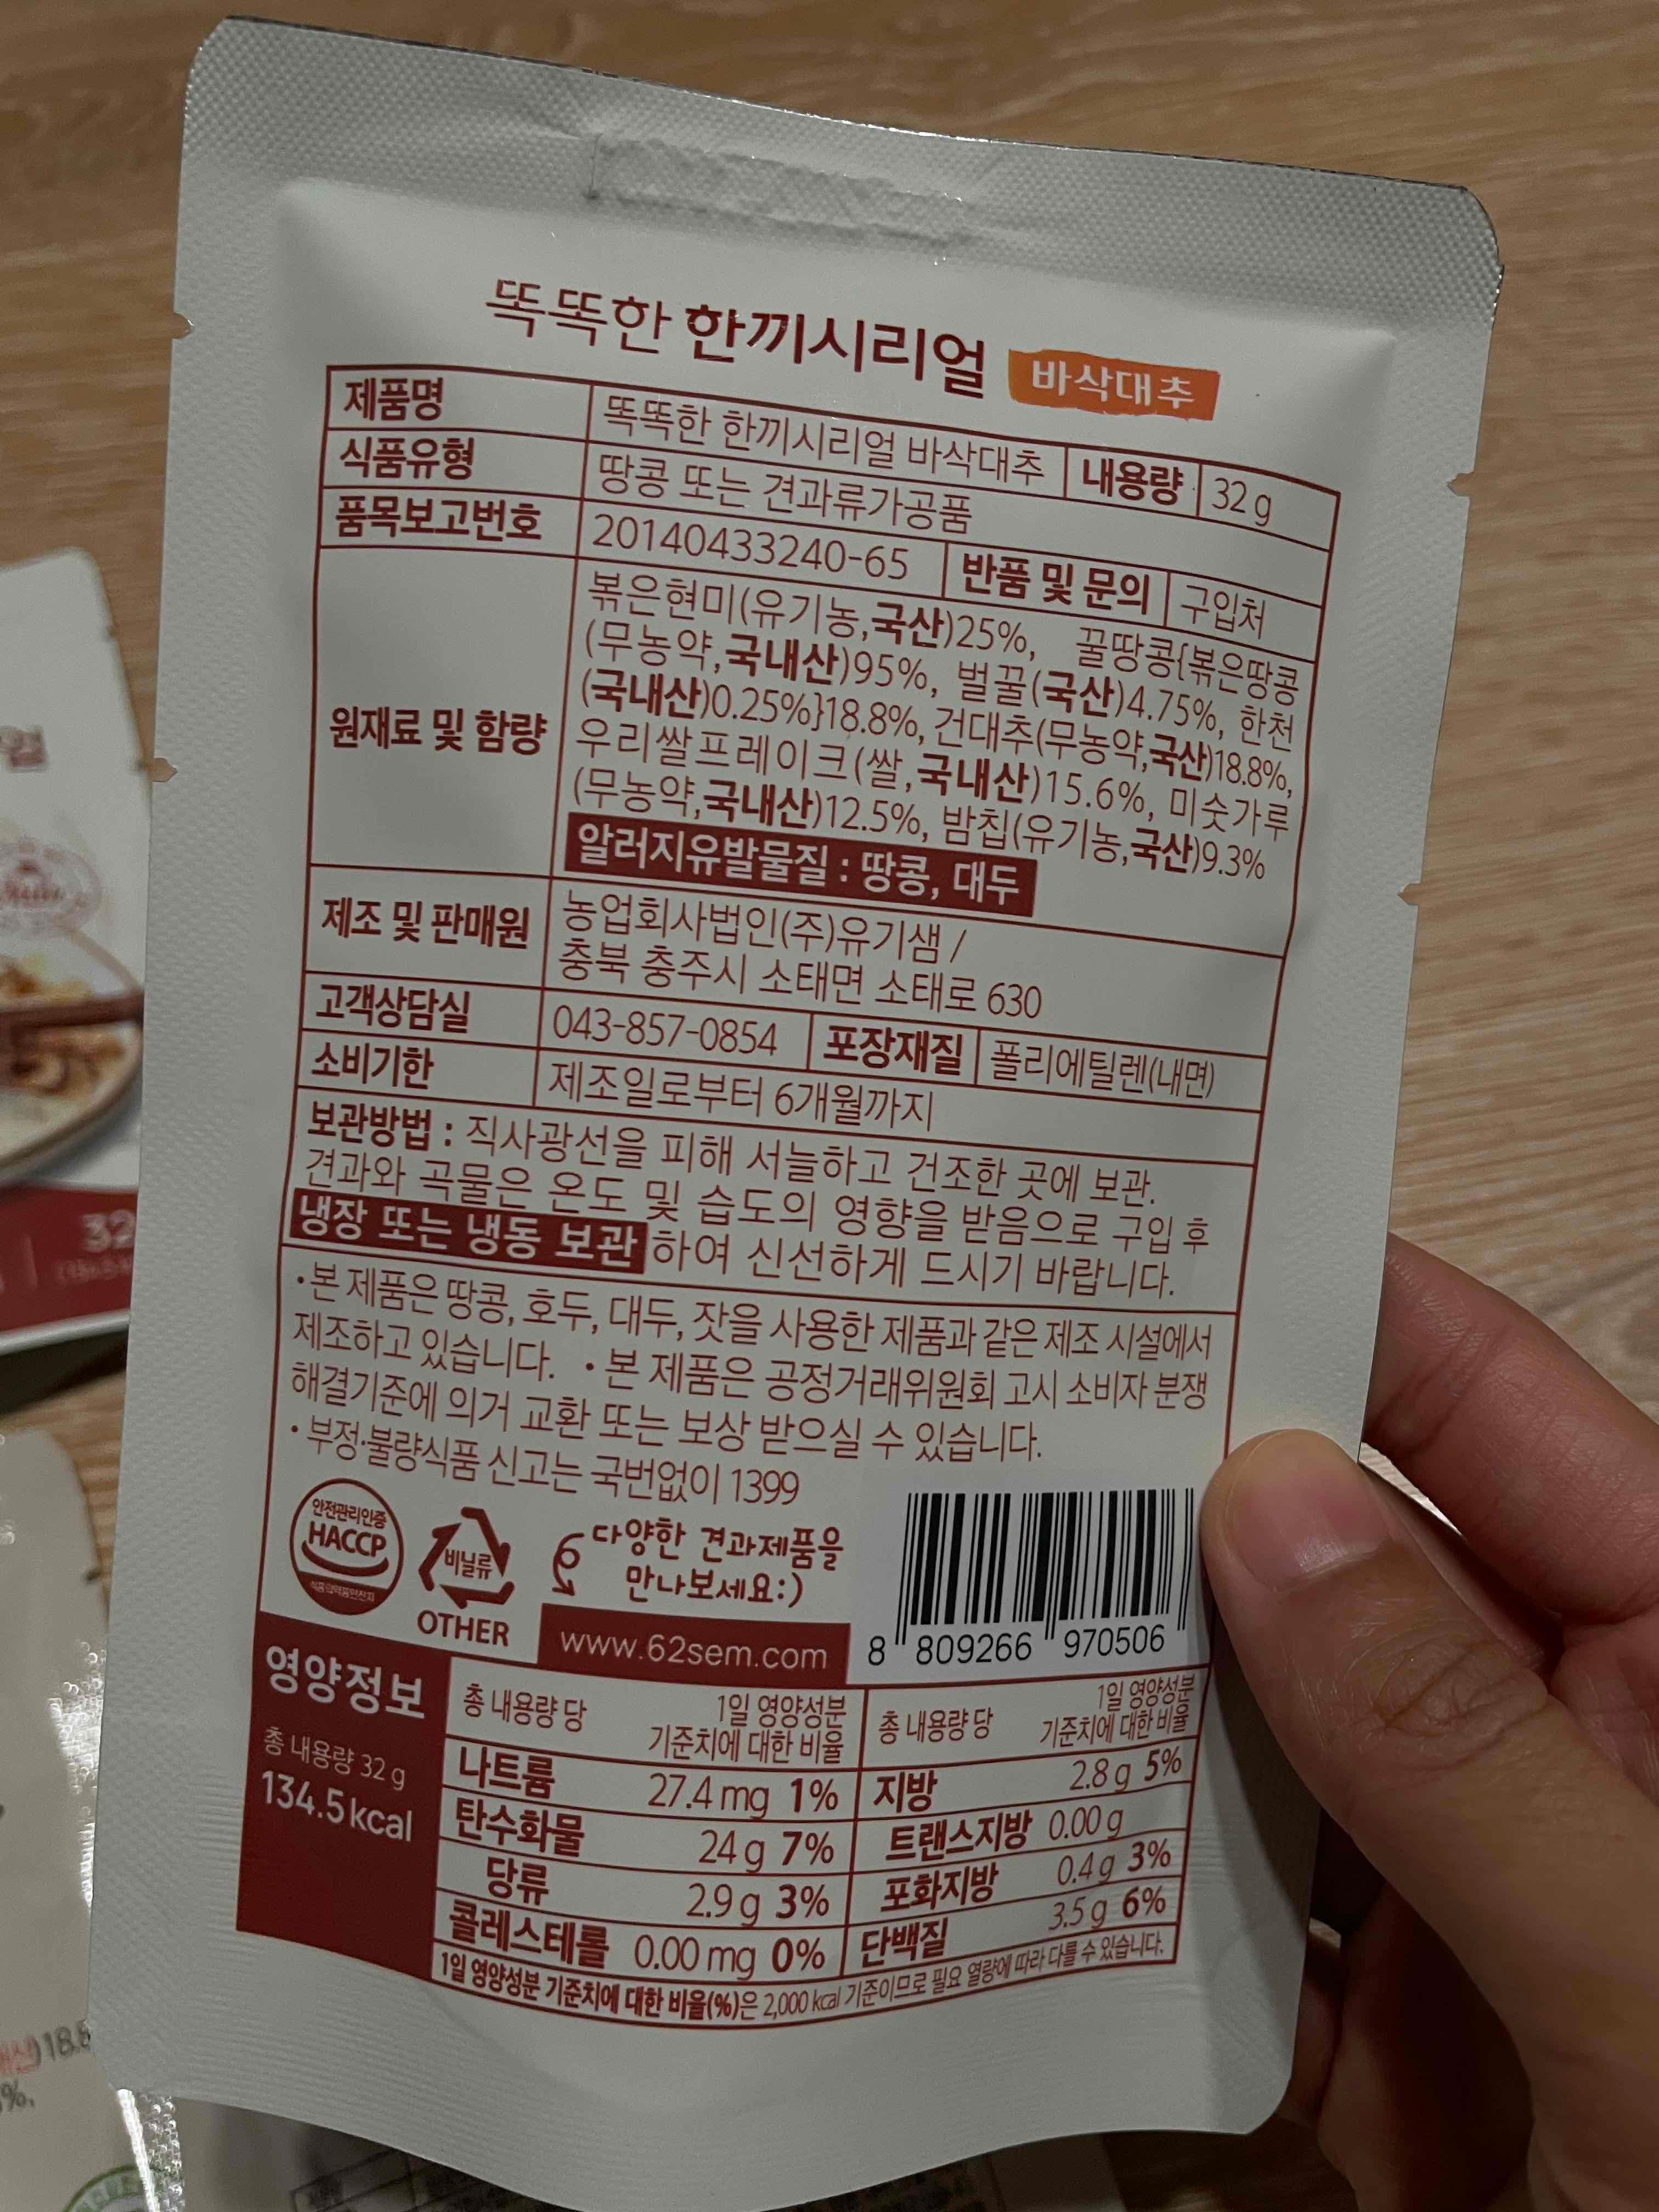 똑똑한 한끼시리얼 바삭대추
제품명 똑똑한 한끼시리얼 바삭대추 내용량 32 g
식품유형 땅콩 또는 견과류가공품
품목보고번호 20140433240-65 반품 및 문의 구입처
원재료 및 함량
볶은현미(유기농,국산)25%, 꿀땅콩{볶은땅콩
(무농약,국내산)95%, 벌꿀(국산)4.75%, 한천
(국내산)0.25%}18.8%, 건대추(무농약,국산)18.8%,
우리쌀프레이크(쌀,국내산)15.6%, 미숫가루
(무농약,국내산)12.5%, 밤칩(유기농,국산)9.3%
알러지유발물질 : 땅콩, 대두
제조 및 판매원 농업회사법인(주)유기샘 /
충북 충주시 소태면 소태로 630
고객상담실 043-857-0854 포장재질 폴리에틸렌(내면)
소비기한 제조일로부터 6개월까지
보관방법 : 직사광선을 피해 서늘하고 건조한 곳에 보관.
견과와 곡물은 온도 및 습도의 영향을 받음으로 구입 후
냉장 또는 냉동 보관하여 신선하게 드시기 바랍니다.
·본 제품은 땅콩, 호두, 대두, 잣을 사용한 제품과 같은 제조 시설에서
제조하고 있습니다. ·본 제품은 공정거래위원회 고시 소비자 분쟁
해결기준에 의거 교환 또는 보상 받으실 수 있습니다.
·부정·불량식품 신고는 국번없이 1399
안전관리인증
HACCP
식품의약품안전처
비닐류
OTHER
다양한 견과제품을
만나보세요:)
www.62sem.com
8 809266 970506
영양정보
총 내용량 32 g
134.5 kcal
총 내용량 당 1일 영양성분 기준치에 대한 비율 총 내용량 당 1일 영양성분 기준치에 대한 비율
나트륨 27.4 mg 1% 지방 2.8 g 5%
탄수화물 24 g 7% 트랜스지방 0.00 g
당류 2.9 g 3% 포화지방 0.4 g 3%
콜레스테롤 0.00 mg 0% 단백질 3.5 g 6%
1일 영양성분 기준치에 대한 비율(%)은 2,000 kcal 기준이므로 필요 열량에 따라 다를 수 있습니다.
얼
32
18.8
%,